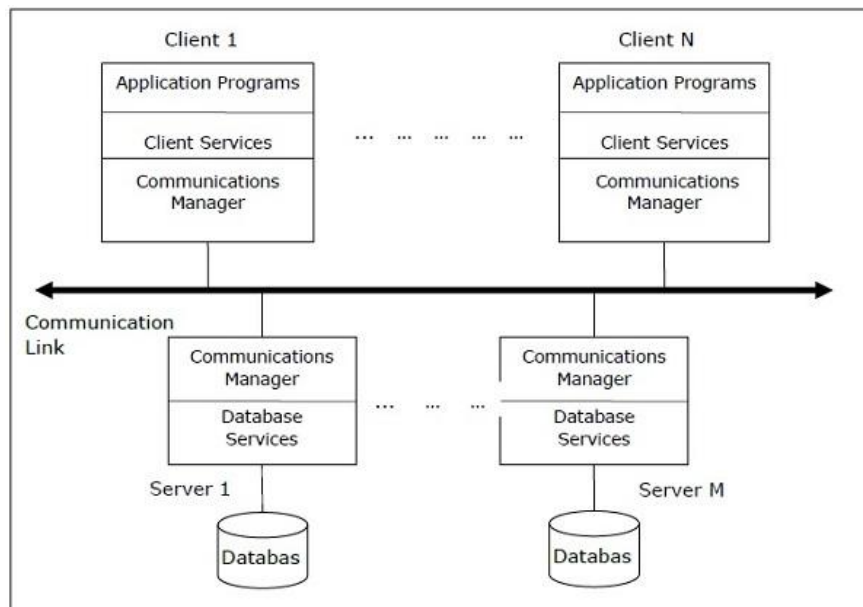 Client 1
Client N
Application Programs
Application Programs
Client Services
... ... ... ... ...
Client Services
Communications
Manager
Communications
Manager
Communication
Link
Communications
Manager
Communications
Manager
Database
Services
... ... ...
Database
Services
Server 1
Server M
Databas
Databas